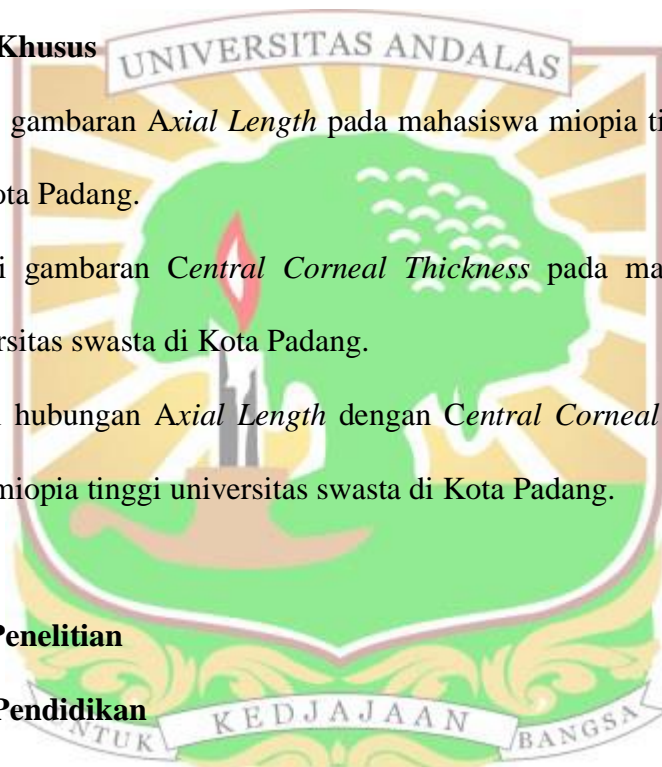 Khusus
UNIVERSITAS ANDALAS
gambaran Axial Length pada mahasiswa miopia ti
ota Padang.
i gambaran Central Corneal Thickness pada ma
rsitas swasta di Kota Padang.
hubungan Axial Length dengan Central Corneal
miopia tinggi universitas swasta di Kota Padang.
Penelitian
Pendidikan
NTUK KEDJAJAAN BANGSA